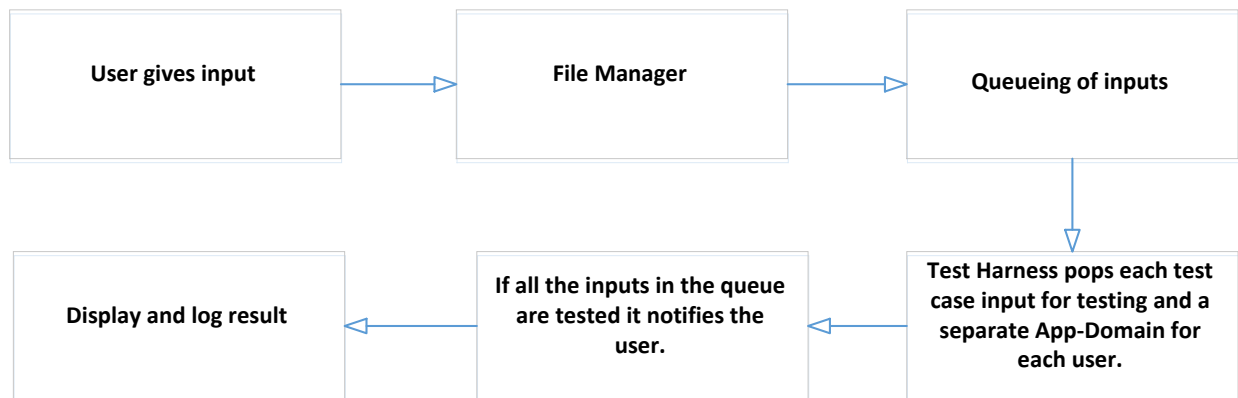 User gives input
File Manager
Queueing of inputs
Test Harness pops each test
case input for testing and a
separate App-Domain for
each user.
If all the inputs in the queue
are tested it notifies the
user.
Display and log result